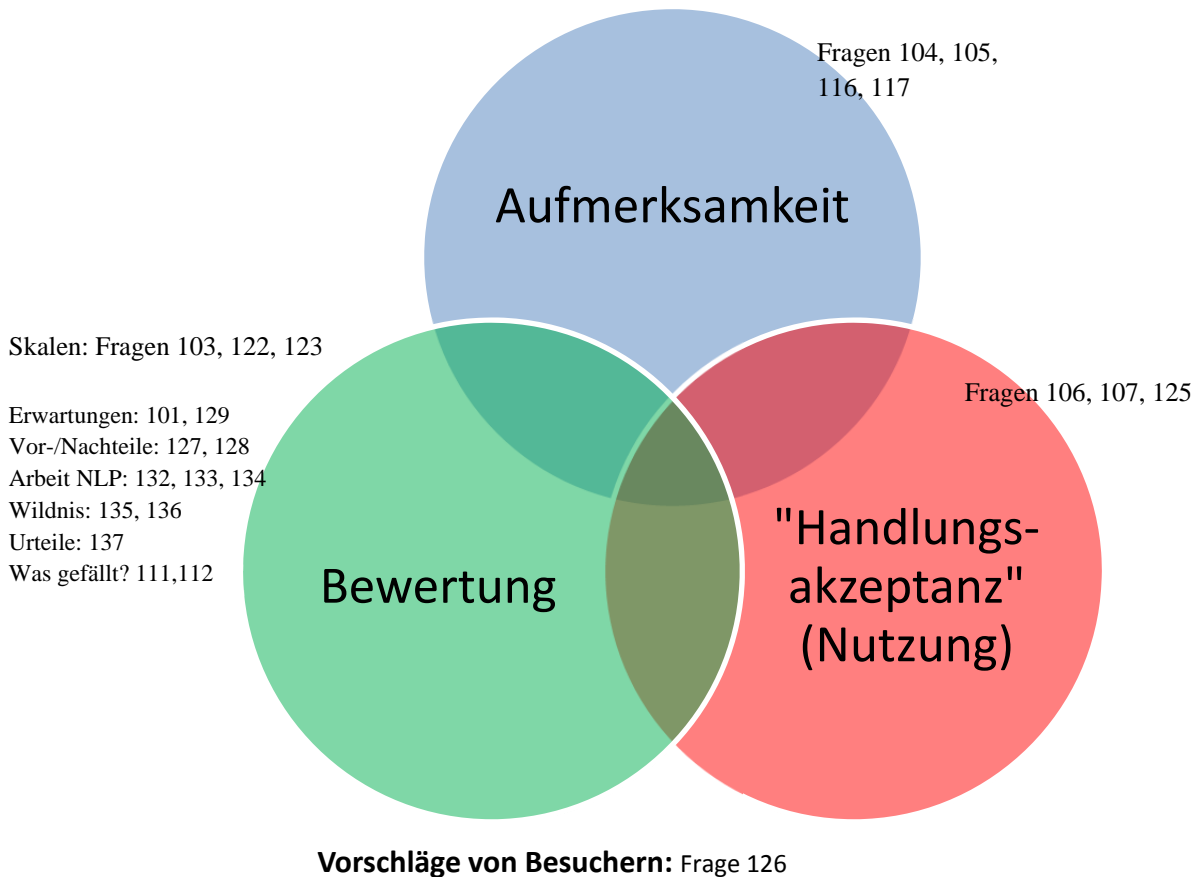 Fragen 104, 105,
116, 117
Aufmerksamkeit
Skalen: Fragen 103, 122, 123
Erwartungen: 101, 129
Vor-/Nachteile: 127, 128
Arbeit NLP: 132, 133, 134
Wildnis: 135, 136
Urteile: 137
Was gefällt? 111,112
Bewertung
Fragen 106, 107, 125
"Handlungs-
akzeptanz"
(Nutzung)
Vorschläge von Besuchern: Frage 126